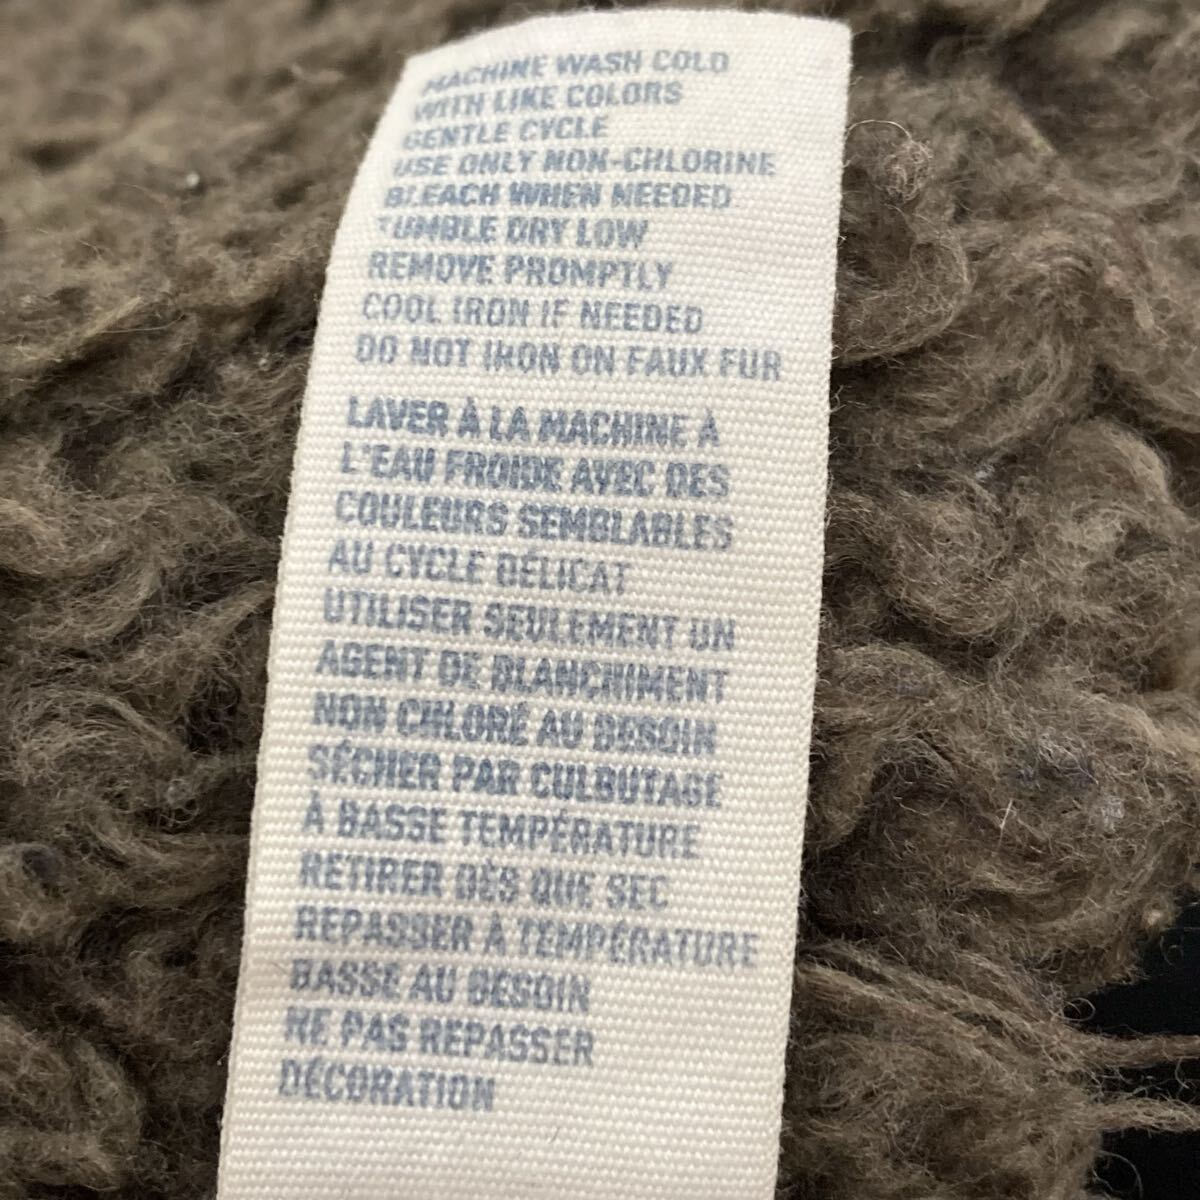 MACHINE WASH COLD
WITH LIKE COLORS
GENTLE CYCLE
USE ONLY NON-CHLORINE
BLEACH WHEN NEEDED
TUMBLE DRY LOW
REMOVE PROMPTLY
COOL IRON IF NEEDED
DO NOT IRON ON FAUX FUR
LAVER À LA MACHINE À
L'EAU FROIDE AVEC DES
COULEURS SEMBLABLES
AU CYCLE DÉLICAT
UTILISER SEULEMENT UN
AGENT DE BLANCHIMENT
NON CHLORÉ AU BESOIN
SÉCHER PAR CULBUTAGE
À BASSE TEMPÉRATURE
RETIRER DÈS QUE SEC
REPASSER À TEMPÉRATURE
BASSE AU BESOIN
NE PAS REPASSER
DÉCORATION